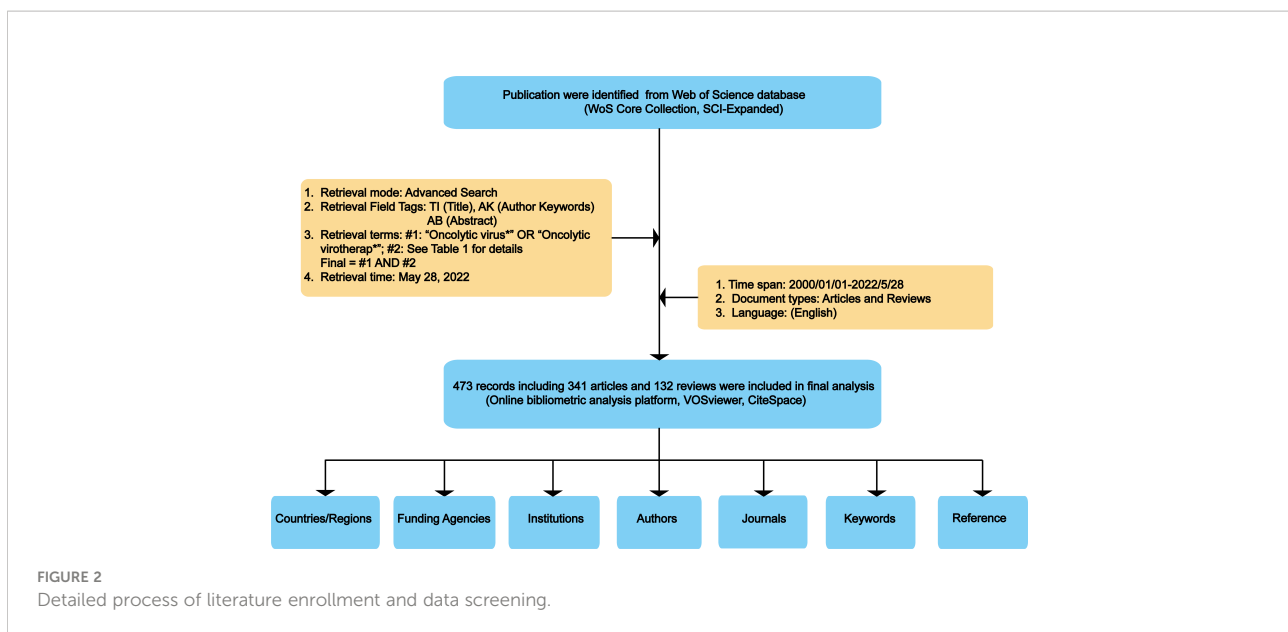 Publication were identified from Web of Science database
(WoS Core Collection, SCI-Expanded)
1. Retrieval mode: Advanced Search
2. Retrieval Field Tags: TI (Title), AK (Author Keywords)
AB (Abstract)
3. Retrieval terms: #1: “Oncolytic virus*” OR “Oncolytic
virotherap*”; #2: See Table 1 for details
Final = #1 AND #2
4. Retrieval time: May 28, 2022
1. Time span: 2000/01/01-2022/5/28
2. Document types: Articles and Reviews
3. Language: (English)
473 records including 341 articles and 132 reviews were included in final analysis
(Online bibliometric analysis platform, VOSviewer, CiteSpace)
Countries/Regions
Funding Agencies
Institutions
Authors
Journals
Keywords
Reference
FIGURE 2
Detailed process of literature enrollment and data screening.